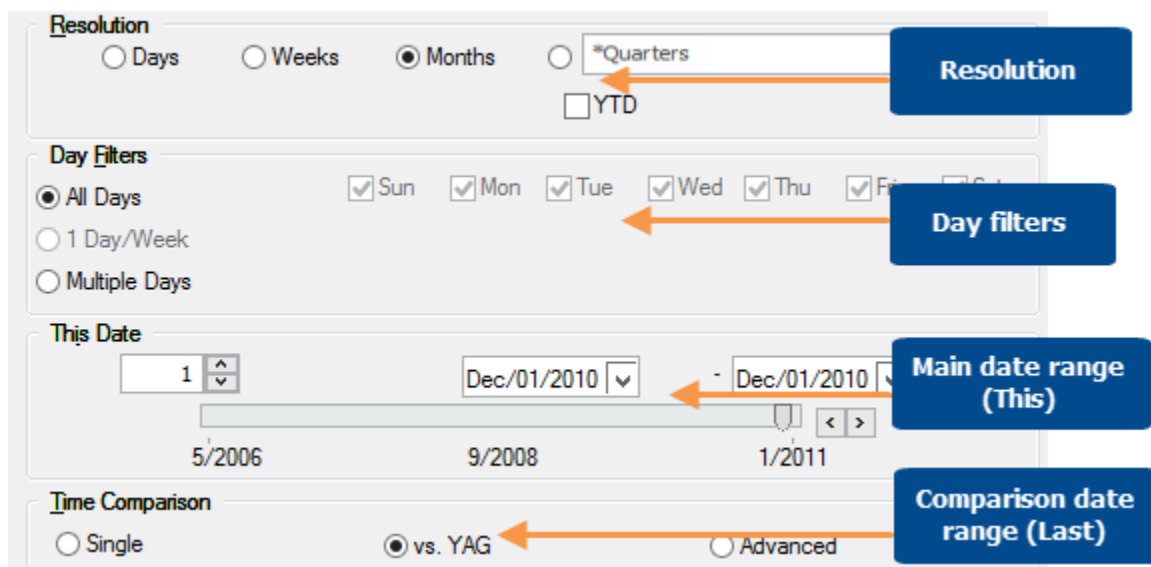 Resolution
Days Weeks Months *Quarters
YTD
Resolution
Day Filters
All Days Sun Mon Tue Wed Thu
1 Day/Week
Multiple Days
Day filters
This Date
1 Dec/01/2010 - Dec/01/2010
5/2006 9/2008 1/2011
Main date range
(This)
Time Comparison
Single vs. YAG Advanced
Comparison date
range (Last)